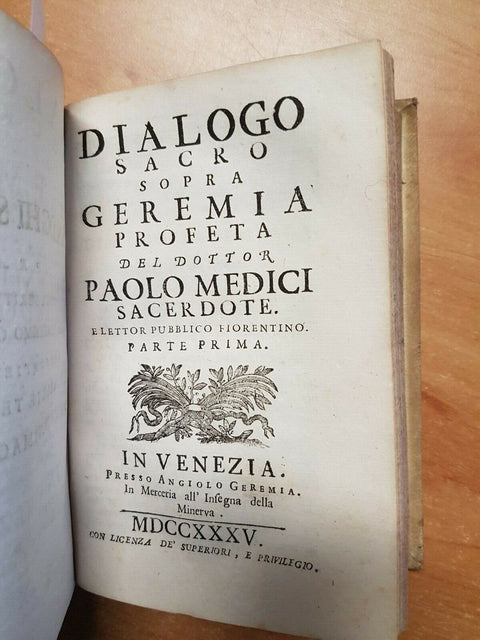 DIALOGO
SACRO
SOPRA
GEREMIA
PROFETA
DEL DOTTOR
PAOLO MEDICI
SACERDOTE.
E LETTOR PUBBLICO FIORENTINO.
PARTE PRIMA.
IN VENEZIA.
PRESSO ANGIOLO GEREMIA.
In Merceria all' Insegna della
Minerva.
MDCCXXXV.
CON LICENZA DE' SUPERIORI, E PRIVILEGIO.